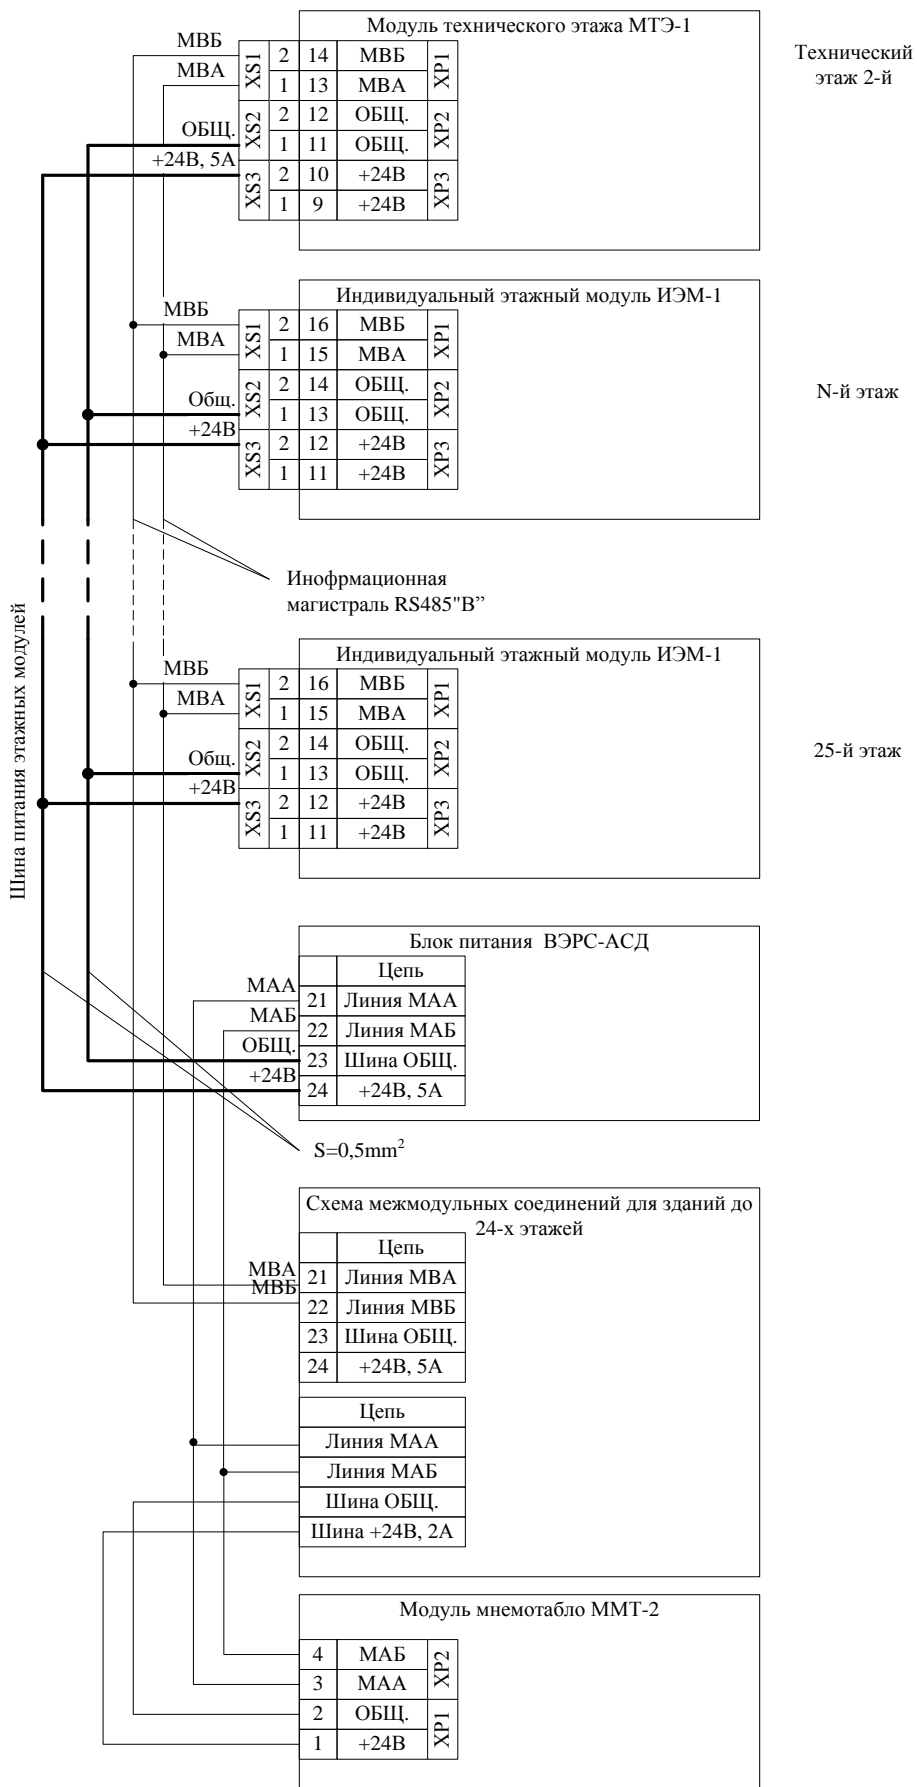 Модуль технического этажа МТЭ-1
Технический
этаж 2-й
МВБ
МВА
ОБЩ.
+24В, 5А
XS1
XS2
XS3
2 14 МВБ
1 13 МВА
2 12 ОБЩ.
1 11 ОБЩ.
2 10 +24В
1 9 +24В
XP1
XP2
XP3
Индивидуальный этажный модуль ИЭМ-1
N-й этаж
МВБ
МВА
Общ.
+24В
XS1
XS2
XS3
2 16 МВБ
1 15 МВА
2 14 ОБЩ.
1 13 ОБЩ.
2 12 +24В
1 11 +24В
XP1
XP2
XP3
Инофрмационная
магистраль RS485"В”
Шина питания этажных модулей
Индивидуальный этажный модуль ИЭМ-1
25-й этаж
МВБ
МВА
Общ.
+24В
XS1
XS2
XS3
2 16 МВБ
1 15 МВА
2 14 ОБЩ.
1 13 ОБЩ.
2 12 +24В
1 11 +24В
XP1
XP2
XP3
Блок питания ВЭРС-АСД
Цепь
МАА
21 Линия МАА
МАБ
22 Линия МАБ
ОБЩ.
23 Шина ОБЩ.
+24В
24 +24В, 5А
S=0,5mm²
Схема межмодульных соединений для зданий до
24-х этажей
Цепь
МВА
21 Линия МВА
МВБ
22 Линия МВБ
23 Шина ОБЩ.
24 +24В, 5А
Цепь
Линия МАА
Линия МАБ
Шина ОБЩ.
Шина +24В, 2А
Модуль мнемотабло ММТ-2
4 МАБ
3 МАА
2 ОБЩ.
1 +24В
XP2
XP1